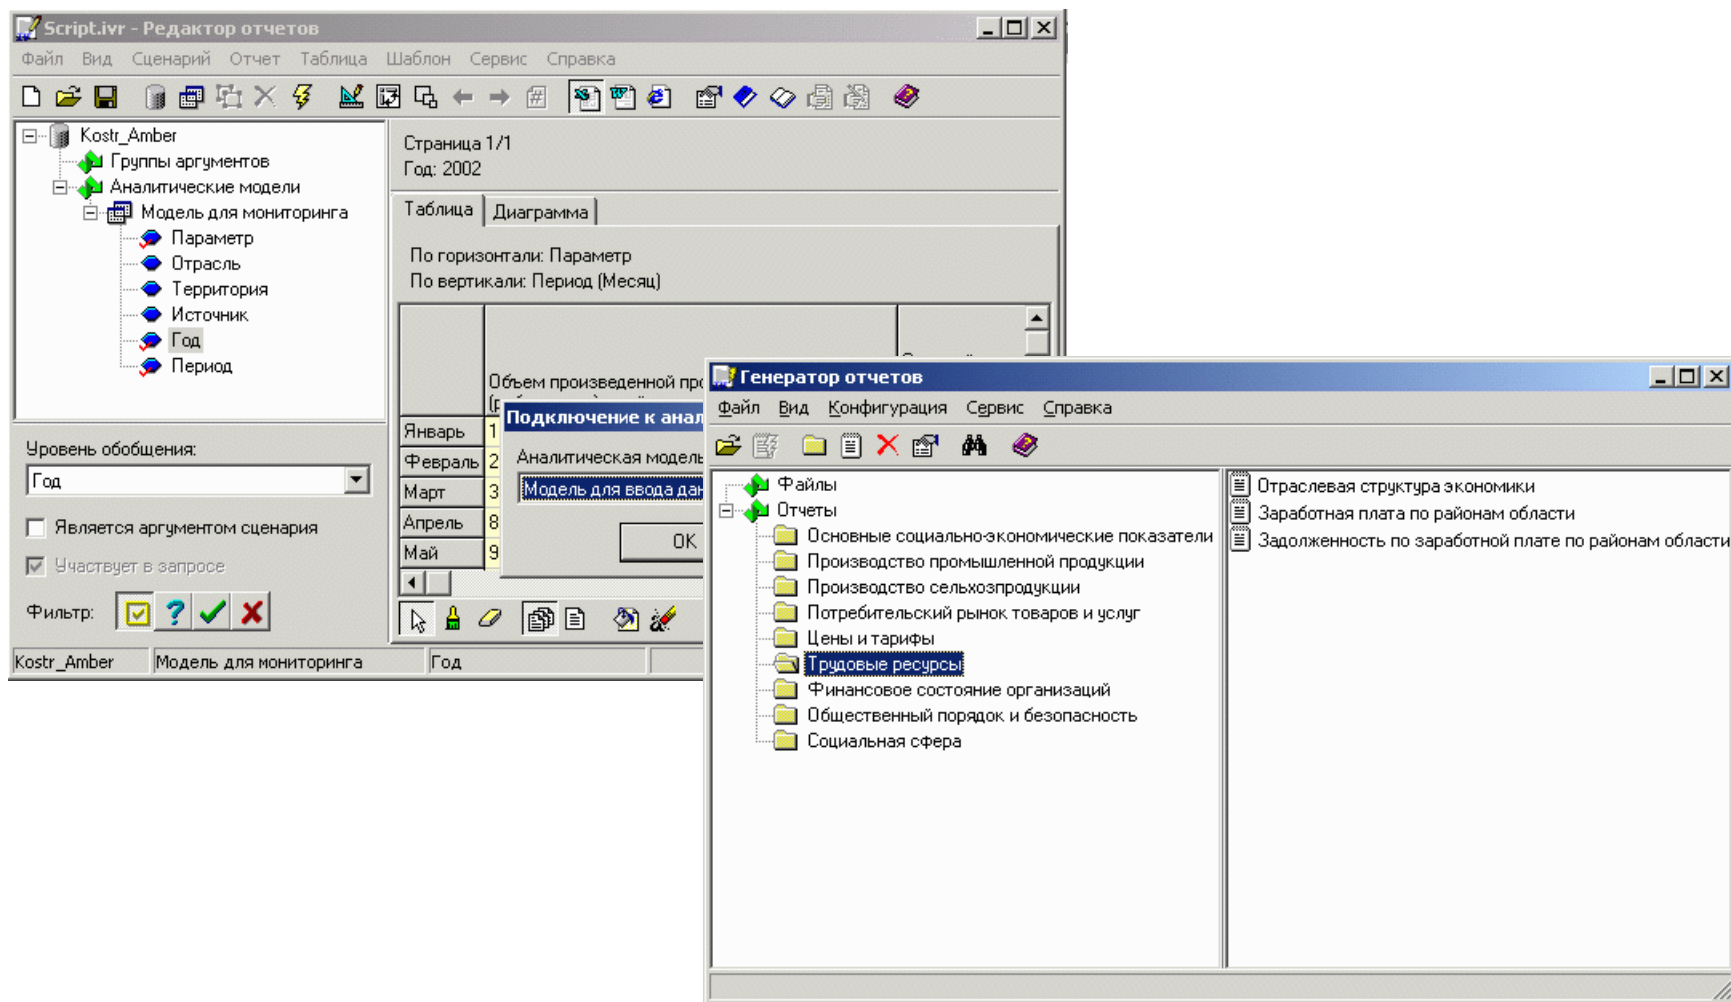 Script.ivr - Редактор отчетов
Файл Вид Сценарий Отчет Таблица Шаблон Сервис Справка
Kostr_Amber
Группы аргументов
Аналитические модели
Модель для мониторинга
Параметр
Отрасль
Территория
Источник
Год
Период
Уровень обобщения:
Год
Является аргументом сценария
Участвует в запросе
Фильтр:
Страница 1/1
Год: 2002
Таблица Диаграмма
По горизонтали: Параметр
По вертикали: Период (Месяц)
Объем произведенной
Январь 1
Февраль 2
Март 3
Апрель 8
Май 9
Подключение к анал
Аналитическая модель
Модель для ввода дан
OK
Kostr_Amber Модель для мониторинга Год
Генератор отчетов
Файл Вид Конфигурация Сервис Справка
Файлы
Отчеты
Основные социально-экономические показатели
Производство промышленной продукции
Производство сельхозпродукции
Потребительский рынок товаров и услуг
Цены и тарифы
Трудовые ресурсы
Финансовое состояние организаций
Общественный порядок и безопасность
Социальная сфера
Отраслевая структура экономики
Заработная плата по районам области
Задолженность по заработной плате по районам области